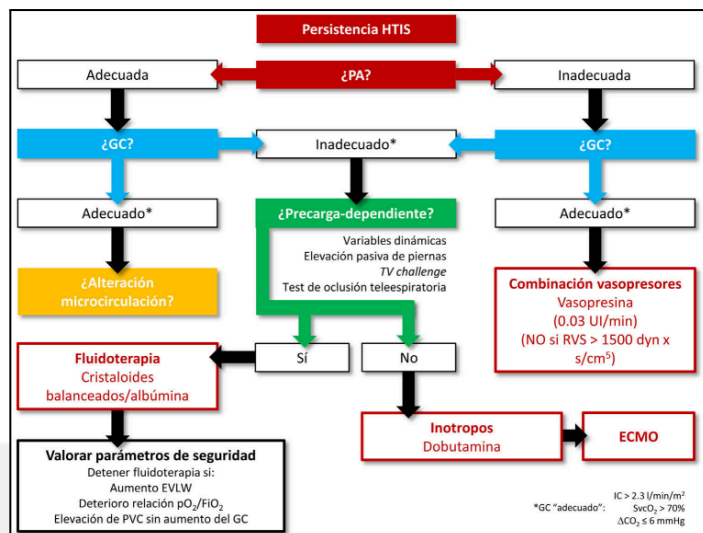 Persistencia HTIS
Adecuada
¿PA?
Inadecuada
¿GC?
Inadecuado*
¿GC?
Adecuado*
¿Precarga-dependiente?
Adecuado*
Variables dinámicas
Elevación pasiva de piernas
TV challenge
Test de oclusión teleespiratoria
¿Alteración
microcirculación?
Combinación vasopresores
Vasopresina
(0.03 UI/min)
(NO si RVS > 1500 dyn x
s/cm⁵)
Fluidoterapia
Cristaloides
balanceados/albúmina
Sí
No
Valorar parámetros de seguridad
Detener fluidoterapia si:
Aumento EVLW
Deterioro relación pO₂/FiO₂
Elevación de PVC sin aumento del GC
Inotropos
Dobutamina
ECMO
*GC “adecuado”:
IC > 2.3 l/min/m²
SvcO₂ > 70%
ΔCO₂ ≤ 6 mmHg